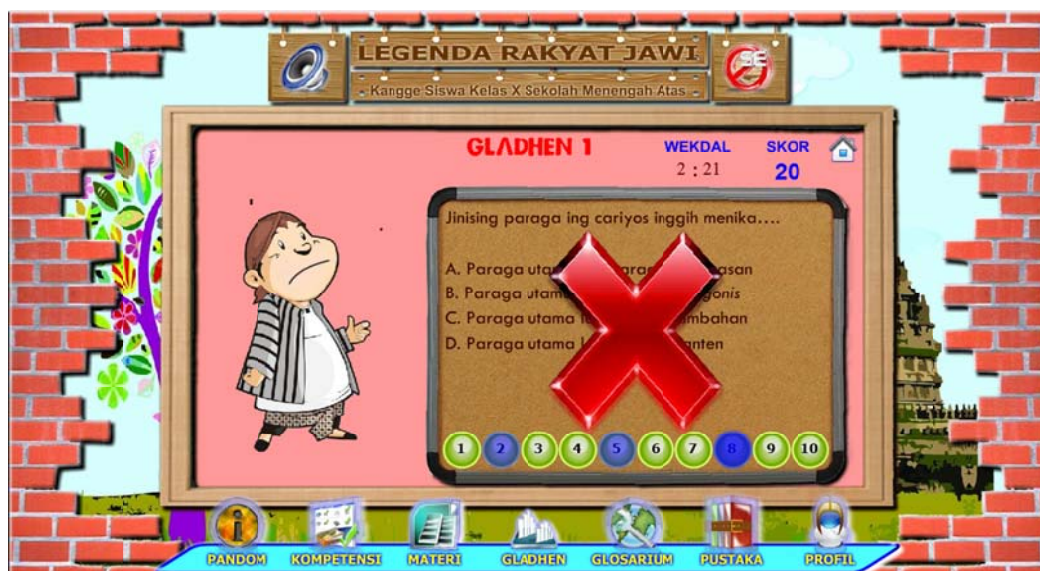 LEGENDA RAKYAT JAWI
Kangge Siswa Kelas X Sekolah Menengah Atas
SE
GLADHEN 1
WEKDAL
SKOR
2 : 21
20
Jinising paraga ing cariyos inggih menika....
A. Paraga
B. Paraga utama
C. Paraga utama
D. Paraga utama
1 2 3 4 5 6 7 8 9 10
PANDOM KOMPETENSI MATERI GLADHEN GLOSARIUM PUSTAKA PROFIL